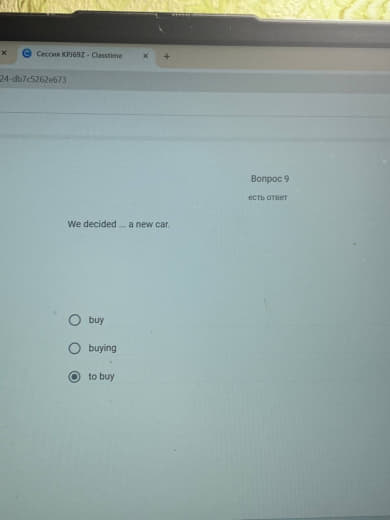 Сессия KPJ69Z - Classtime
24-db7c5262e673
Вопрос 9
есть ответ
We decided ... a new car.
buy
buying
to buy